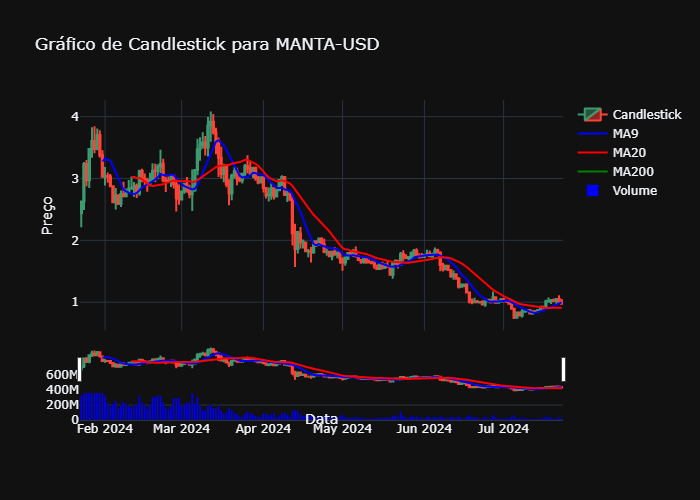 Gráfico de Candlestick para MANTA-USD
Candlestick
MA9
MA20
MA200
Volume
Preço
4
3
2
1
600M
400M
200M
0
Data
Feb 2024 Mar 2024 Apr 2024 May 2024 Jun 2024 Jul 2024